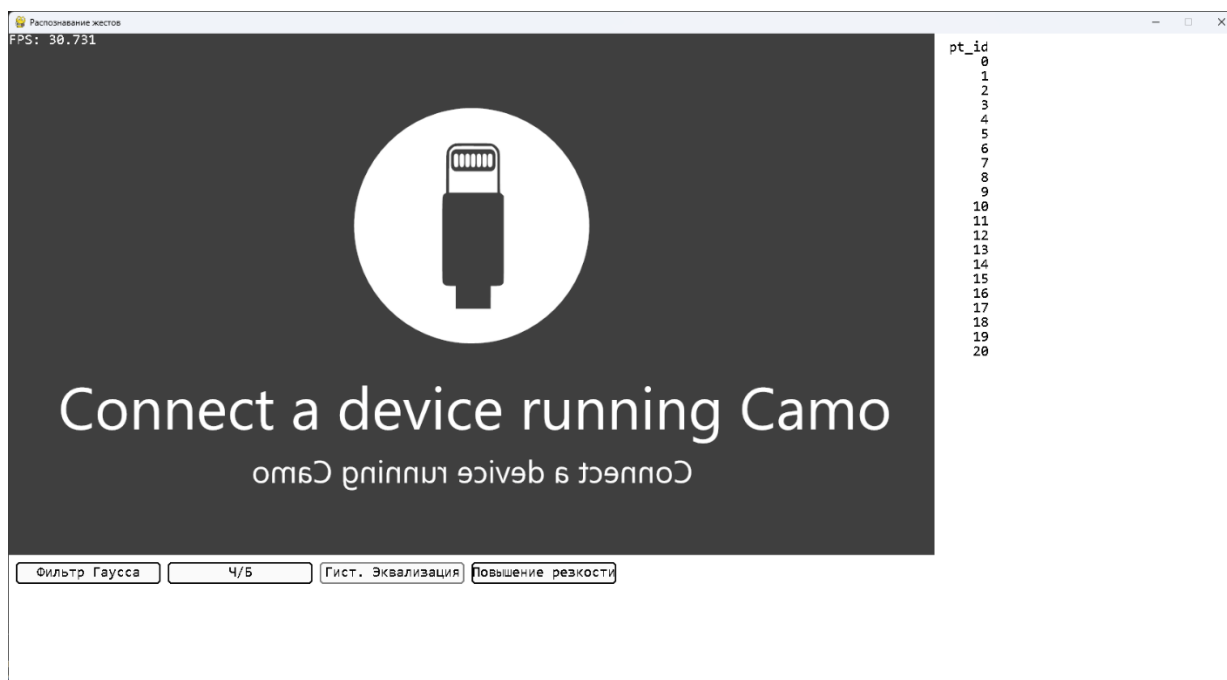 Распознавание жестов
FPS: 30.731
Connect a device running Camo
Connect a device running Camo
pt_id
0
1
2
3
4
5
6
7
8
9
10
11
12
13
14
15
16
17
18
19
20
Фильтр Гаусса
Ч/Б
Гист. Эквализация
Повышение резкости